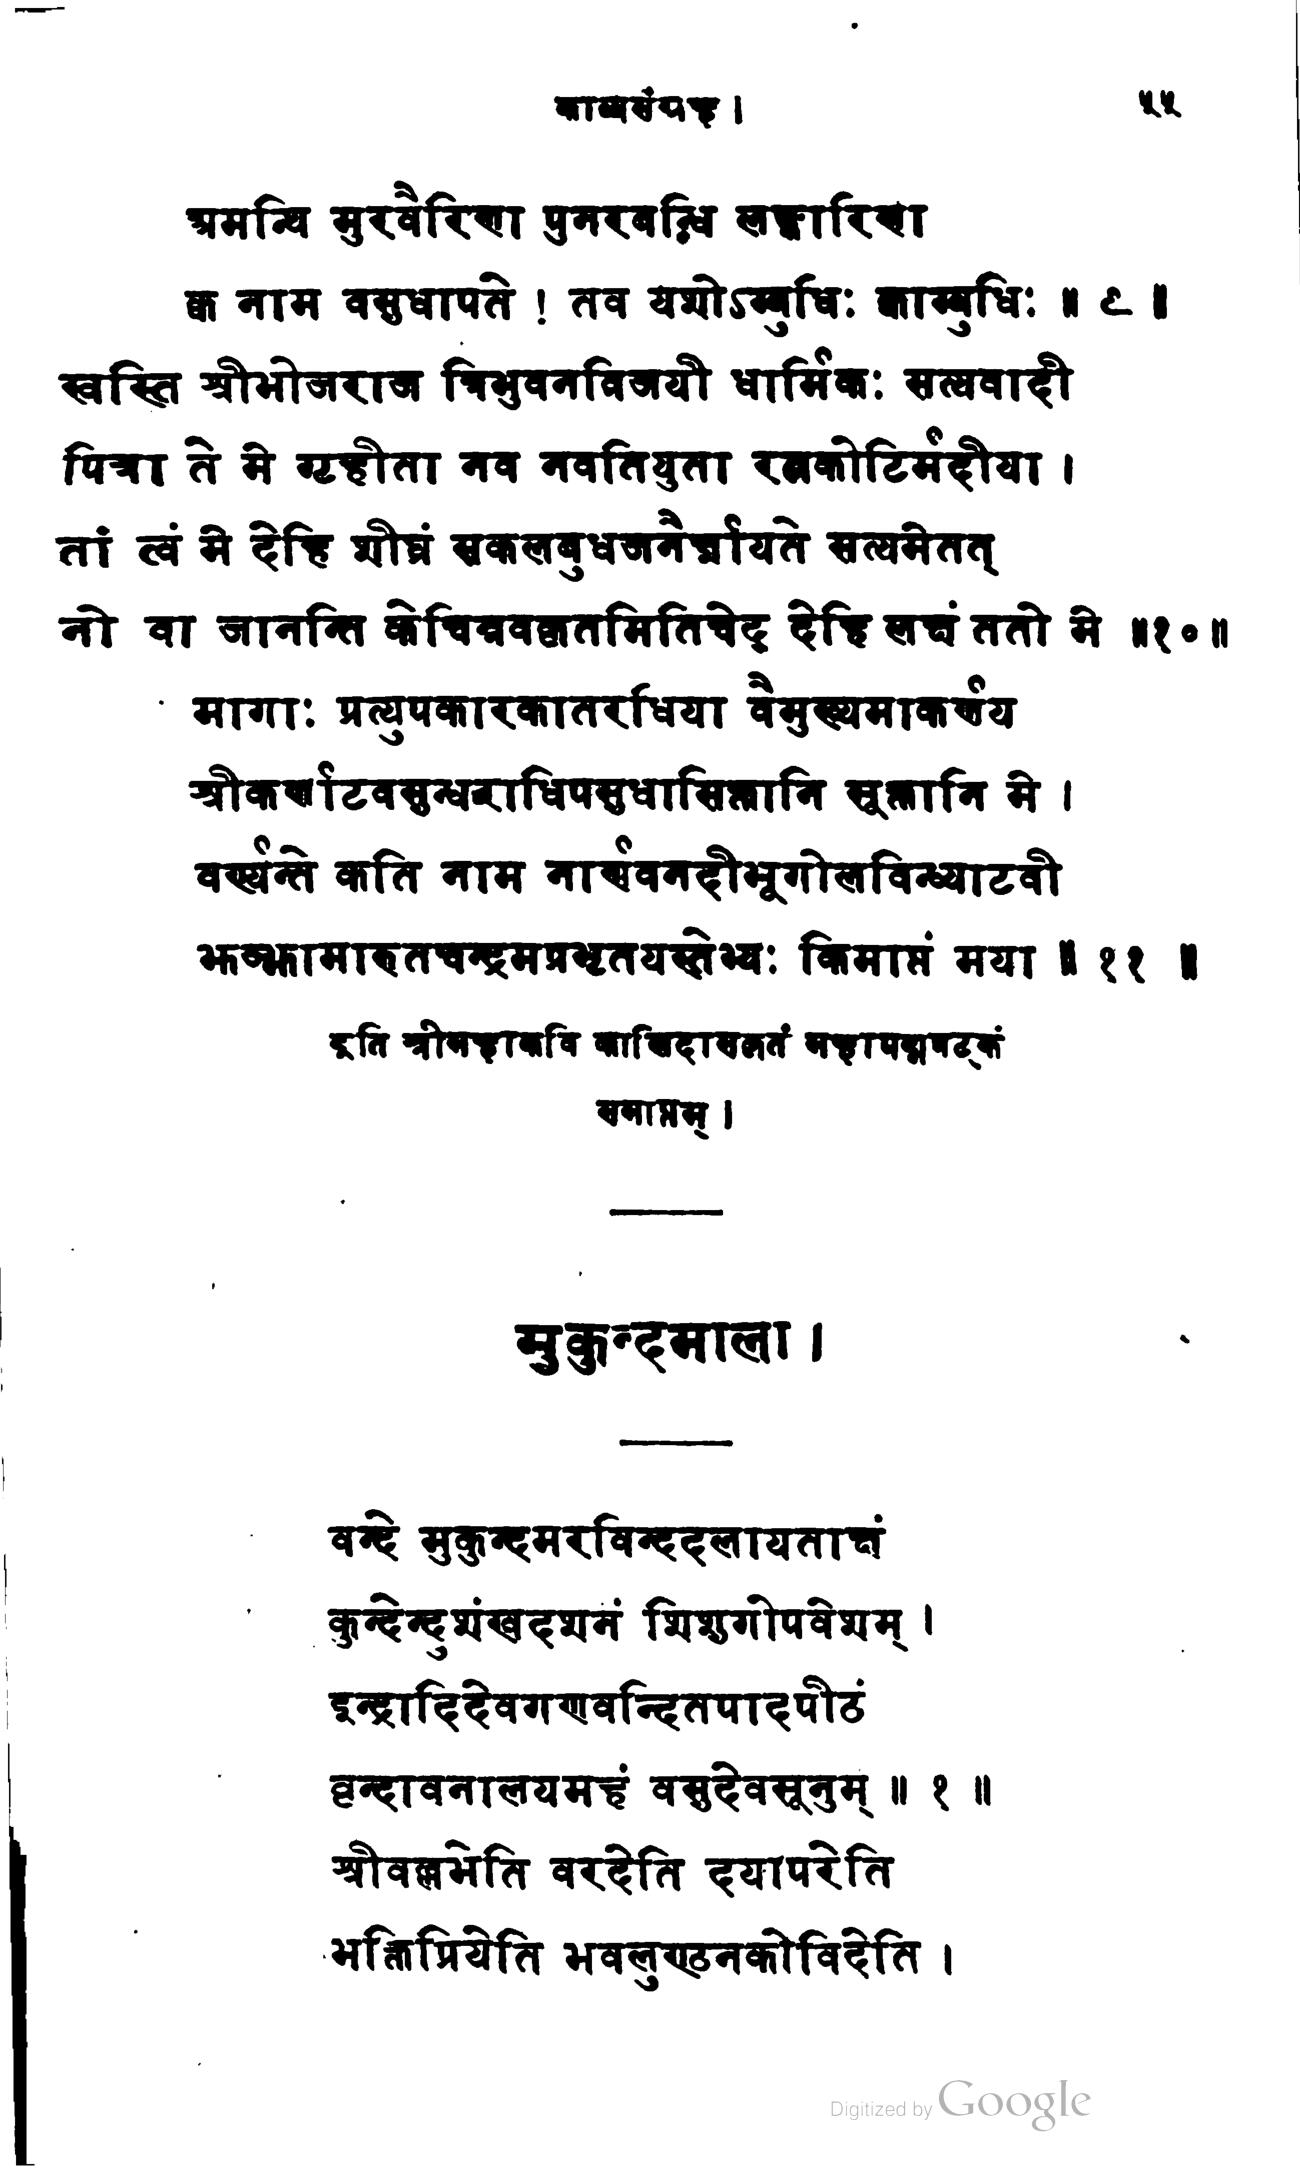 काव्यसंग्रह ।
५५
अमन्थि मुरवैरिणा पुनरबन्धि लङ्कारिणा
क्व नाम वसुधापते ! तव यशोऽम्बुधिः क्वाम्बुधिः ॥ ९ ॥
स्वस्ति श्रीभोजराज त्रिभुवनविजयी धार्मिकः सत्यवादी
पित्रा ते मे गृहीता नव नवतियुता रत्नकोटिर्मदीया ।
तां त्वं मे देहि शीघ्रं सकलबुधजनैर्ज्ञायते सत्यमेतत्
नो वा जानन्ति केचिन्नवकृतमितिचेद् देहि लक्षं ततो मे ॥१०॥
मागाः प्रत्युपकारकातरधिया वैमुख्यमाकर्णय
श्रीकर्णाटवसुन्धराधिपसुधासिक्तानि सूक्तानि मे ।
वर्ण्यन्ते कति नाम नार्णवनदीभूगोलविन्ध्याटवी
झञ्झामारुतचन्द्रमप्रभृतयस्तेभ्यः किमाप्तं मया ॥ ११ ॥
इति श्रीमहाकवि कालिदासकृतं महापद्यषट्कं
समाप्तम् ।
मुकुन्दमाला ।
वन्दे मुकुन्दमरविन्ददलायताक्षं
कुन्देन्दुशंखदशनं शिशुगोपवेशम् ।
इन्द्रादिदेवगणवन्दितपादपीठं
वृन्दावनालयमहं वसुदेवसूनुम् ॥ १ ॥
श्रीवल्लभेति वरदेति दयापरेति
भक्तिप्रियेति भवलुण्ठनकोविदेति ।
Digitized by Google